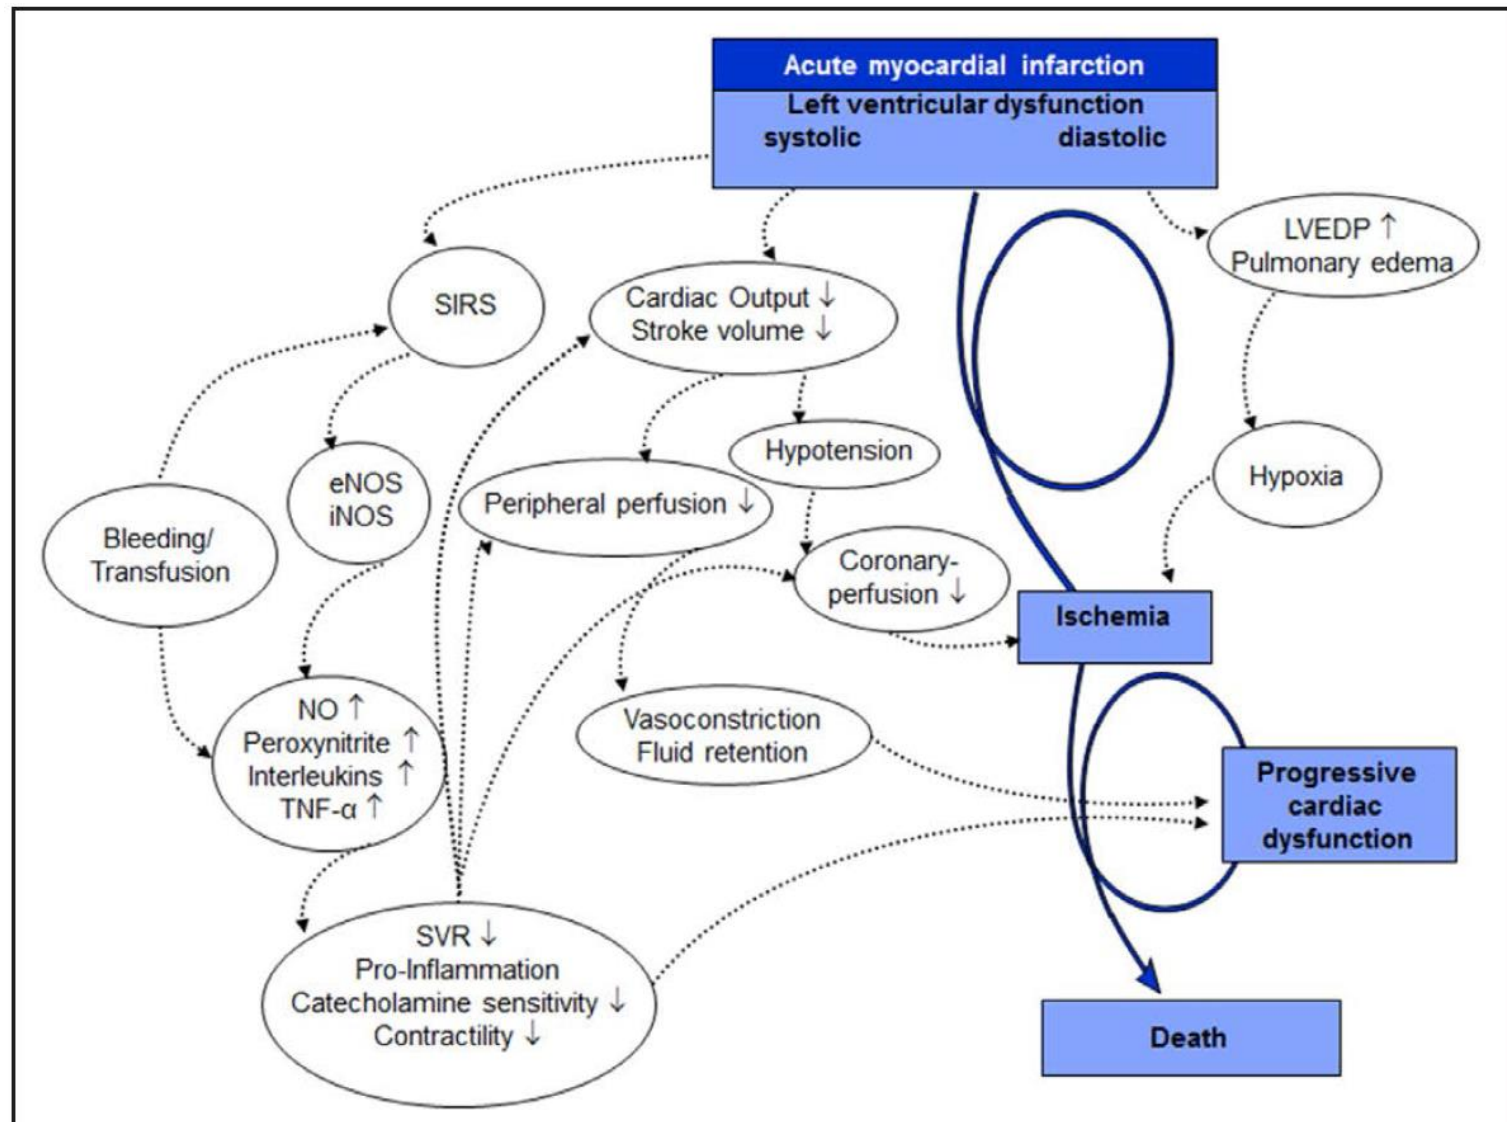 Acute myocardial infarction
Left ventricular dysfunction
systolic diastolic
LVEDP ↑
Pulmonary edema
SIRS
Cardiac Output ↓
Stroke volume ↓
Hypotension
Hypoxia
eNOS
iNOS
Peripheral perfusion ↓
Bleeding/
Transfusion
Coronary-
perfusion ↓
Ischemia
NO ↑
Peroxynitrite ↑
Interleukins ↑
TNF-α ↑
Vasoconstriction
Fluid retention
Progressive
cardiac
dysfunction
SVR ↓
Pro-Inflammation
Catecholamine sensitivity ↓
Contractility ↓
Death